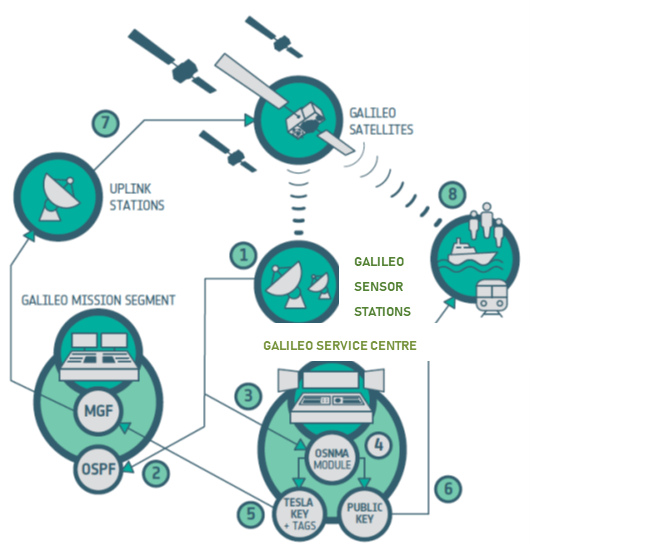 7
GALILEO
SATELLITES
UPLINK
STATIONS
8
1
GALILEO
SENSOR
STATIONS
GALILEO MISSION SEGMENT
GALILEO SERVICE CENTRE
MGF
3
OSNMA
MODULE
4
OSPF
2
5
TESLA
KEY
+ TAGS
PUBLIC
KEY
6